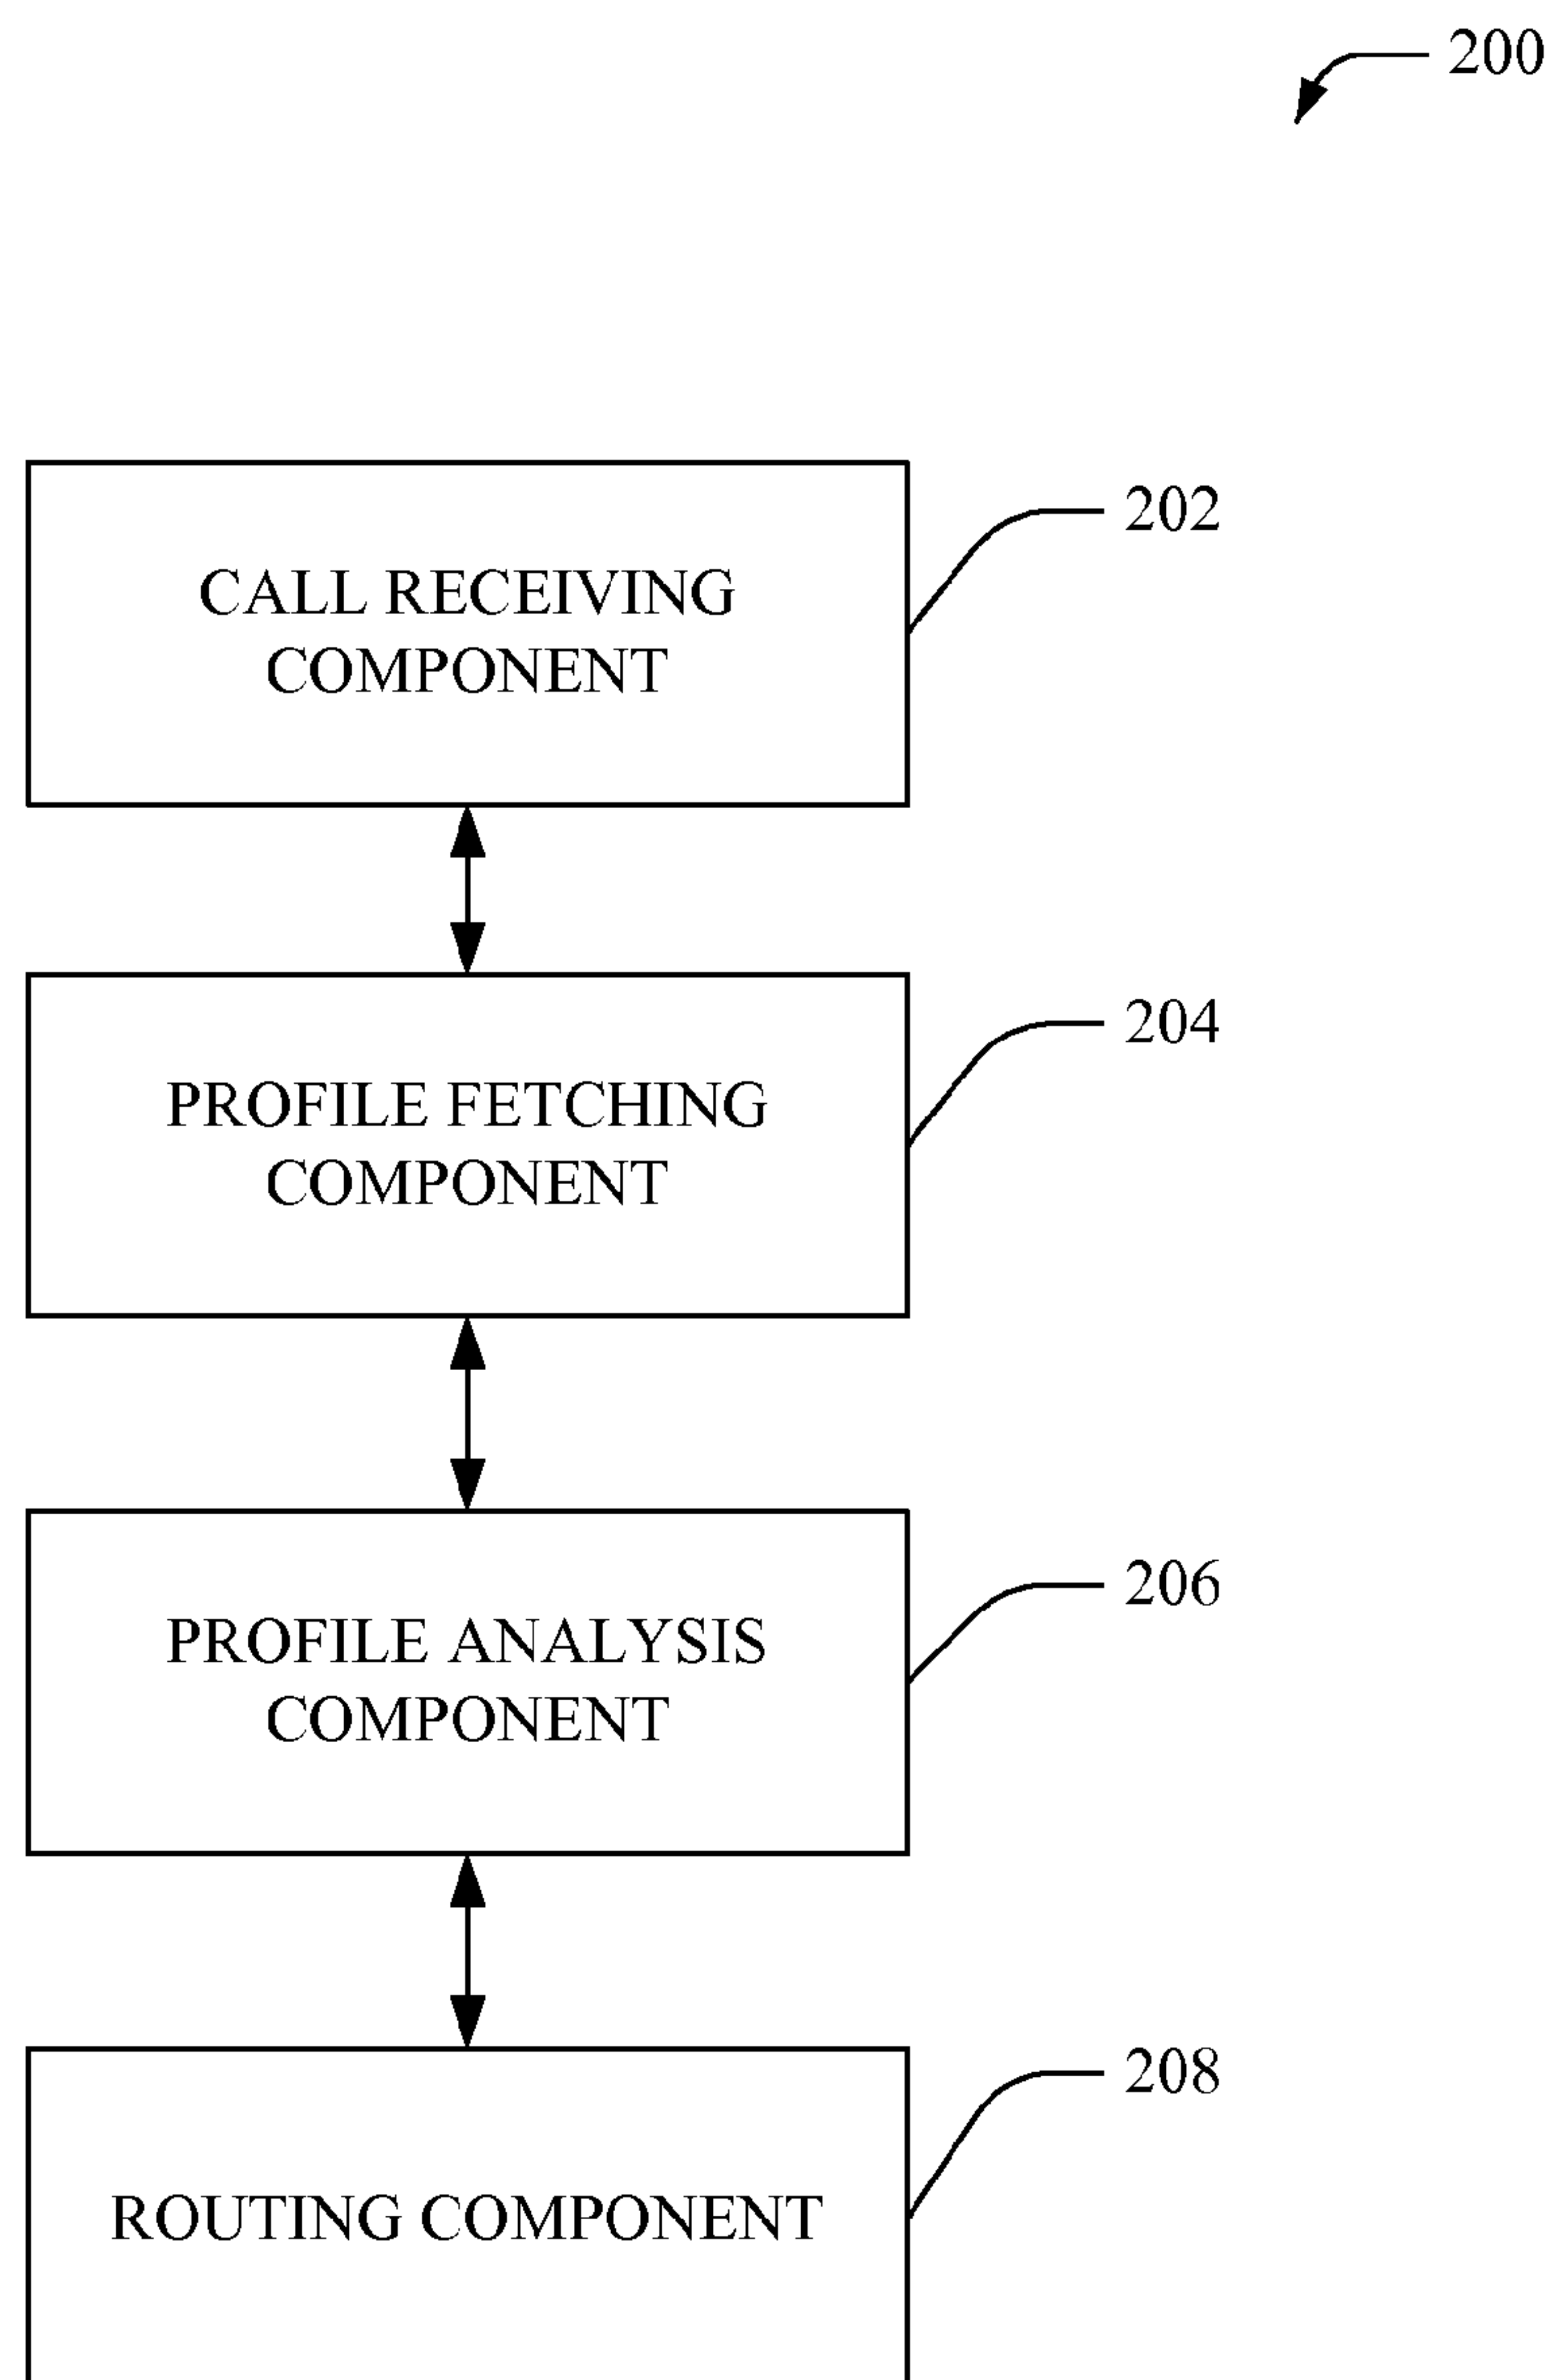 200
202
CALL RECEIVING
COMPONENT
204
PROFILE FETCHING
COMPONENT
206
PROFILE ANALYSIS
COMPONENT
208
ROUTING COMPONENT